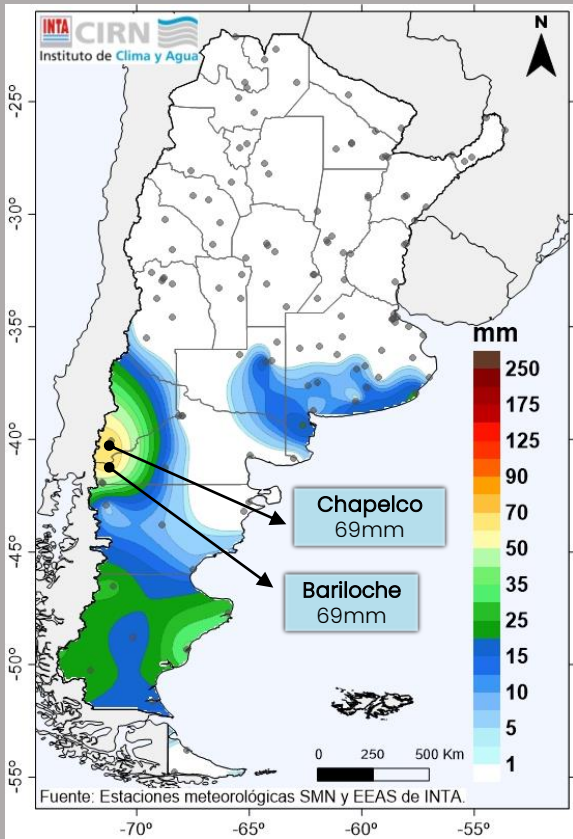 INTA CIRN
Instituto de Clima y Agua
N
-25°
-30°
-35°
-40°
-45°
-50°
-55°
mm
250
175
125
90
70
50
35
25
15
10
5
1
Chapelco
69mm
Bariloche
69mm
0 250 500 Km
Fuente: Estaciones meteorológicas SMN y EEAS de INTA.
-70° -65° -60° -55°